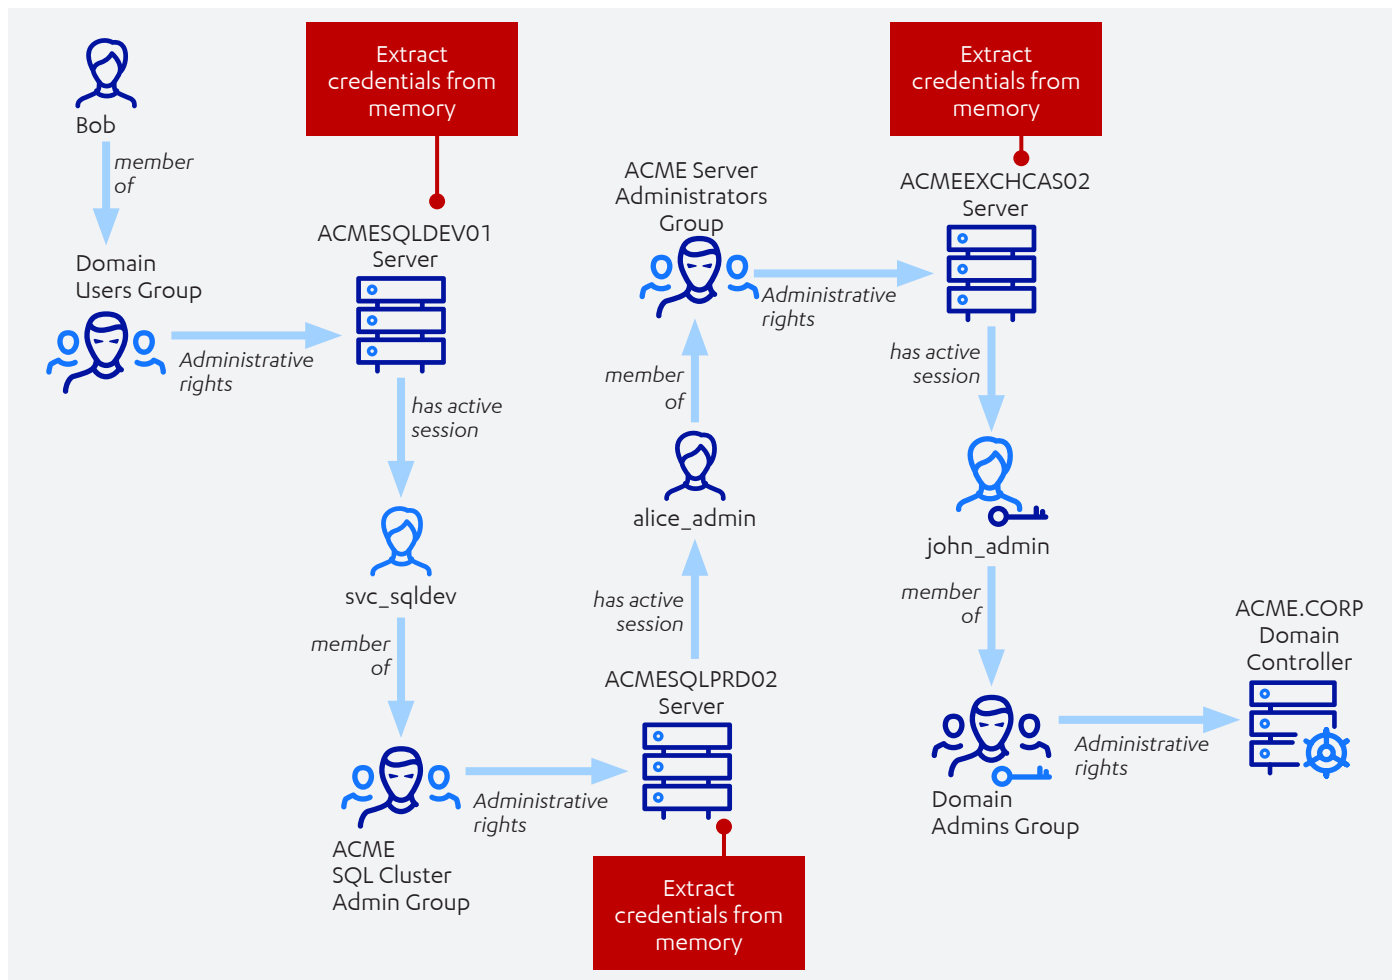 Bob
member
of
Domain
Users Group
Administrative
rights
Extract
credentials from
memory
ACMESQLDEV01
Server
has active
session
svc_sqldev
member
of
ACME
SQL Cluster
Admin Group
Administrative
rights
ACMESQLPRD02
Server
Extract
credentials from
memory
has active
session
alice_admin
member
of
ACME Server
Administrators
Group
Administrative
rights
Extract
credentials from
memory
ACMEEXCHCAS02
Server
has active
session
john_admin
member
of
Domain
Admins Group
Administrative
rights
ACME.CORP
Domain
Controller